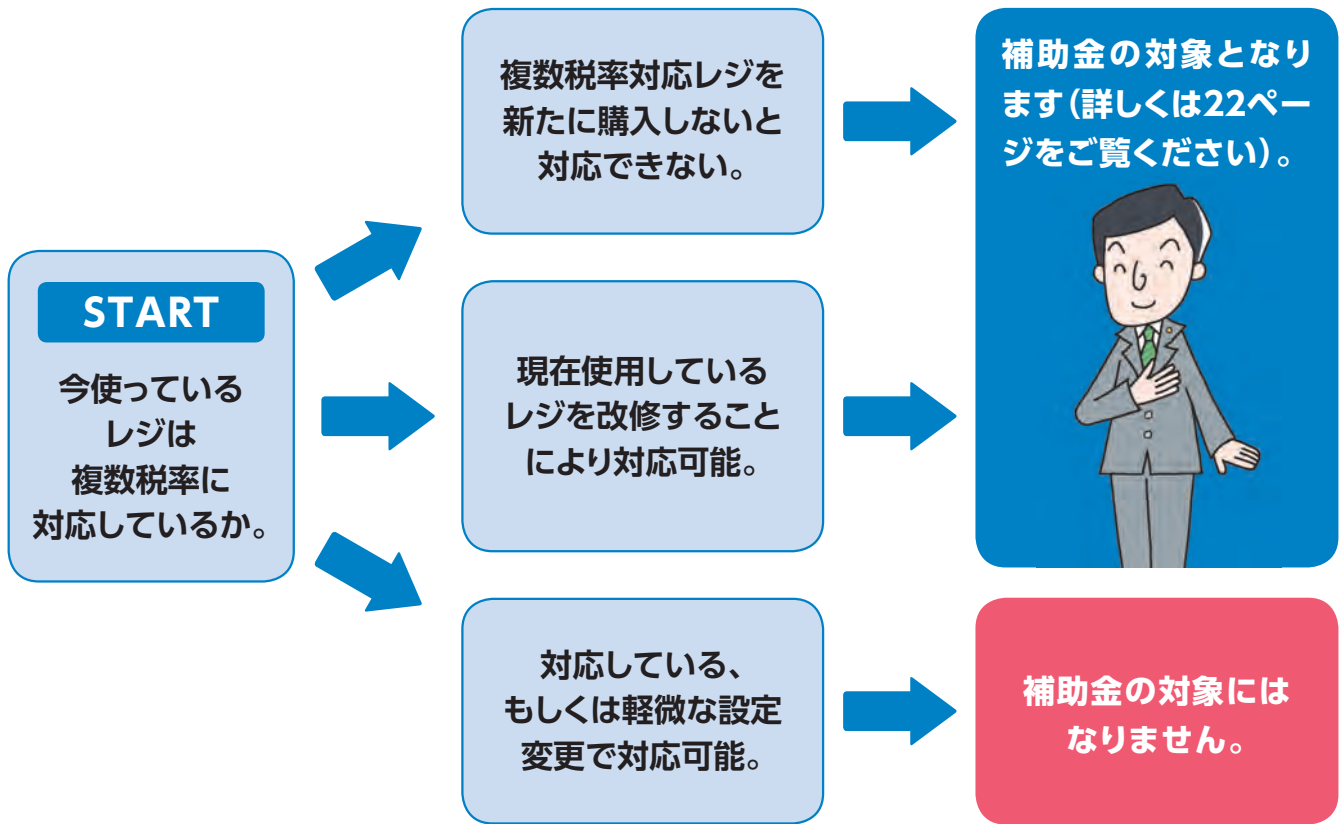 START
今使っている
レジは
複数税率に
対応しているか。
複数税率対応レジを
新たに購入しないと
対応できない。
補助金の対象となり
ます（詳しくは22ペー
ジをご覧ください）。
現在使用している
レジを改修すること
により対応可能。
対応している、
もしくは軽微な設定
変更で対応可能。
補助金の対象には
なりません。